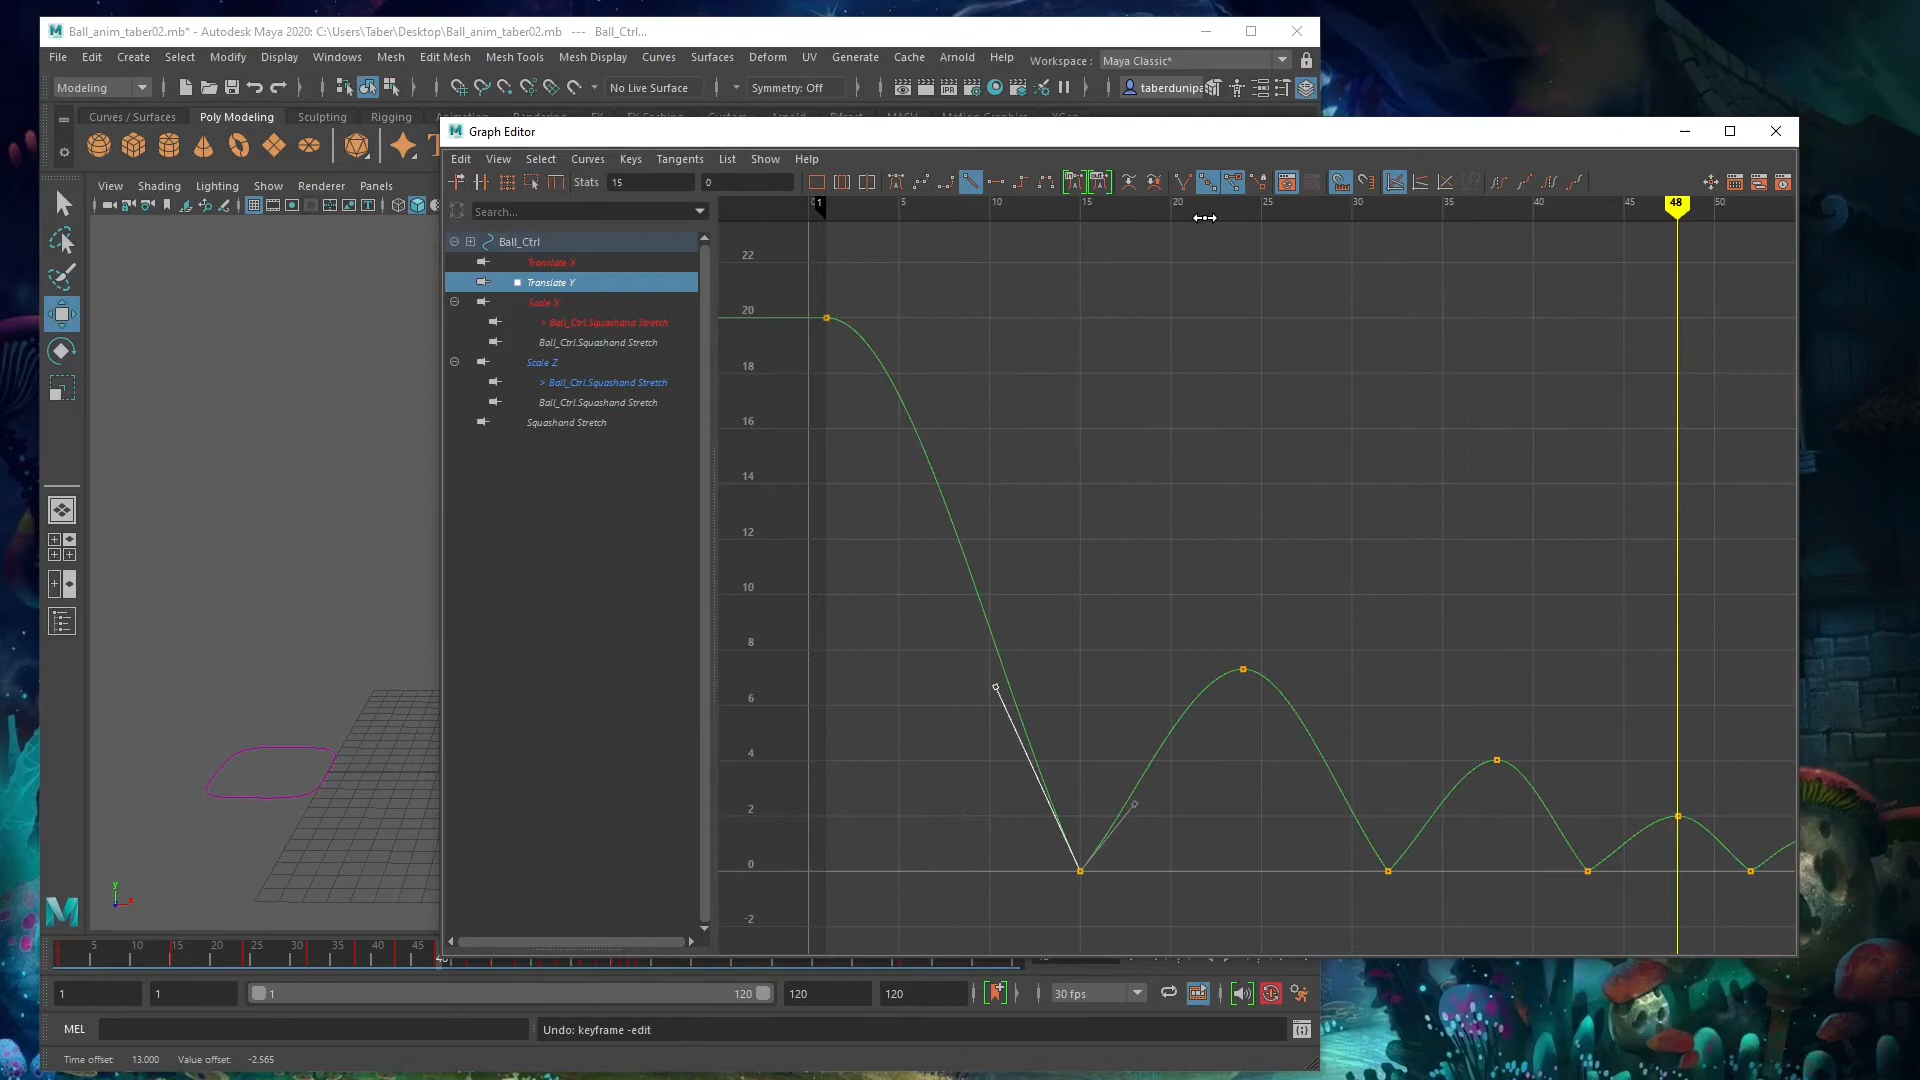 Ball_anim_taber02.mb* - Autodesk Maya 2020: C:\Users\Taber\Desktop\Ball_anim_taber02.mb   ---   Ball_Ctrl...
File Edit Create Select Modify Display Windows Mesh Edit Mesh Mesh Tools Mesh Display Curves Surfaces Deform UV Generate Cache Arnold Help Workspace : Maya Classic*
Modeling No Live Surface Symmetry: Off taberdunipa
Curves / Surfaces Poly Modeling Sculpting Rigging
Graph Editor
Edit View Select Curves Keys Tangents List Show Help
View Shading Lighting Show Renderer Panels
Stats 15 0
Search...
1 5 10 15 20 25 30 35 40 45 48 50
Ball_Ctrl
Translate X
Translate Y
Scale X
> Ball_Ctrl.Squashand Stretch
Ball_Ctrl.Squashand Stretch
Scale Z
> Ball_Ctrl.Squashand Stretch
Ball_Ctrl.Squashand Stretch
Squashand Stretch
22
20
18
16
14
12
10
8
6
4
2
0
-2
y
x
5 10 15 20 25 30 35 40 45
1 1 1 120 120 120 30 fps
MEL Undo: keyframe -edit
Time offset: 13.000 Value offset: -2.565